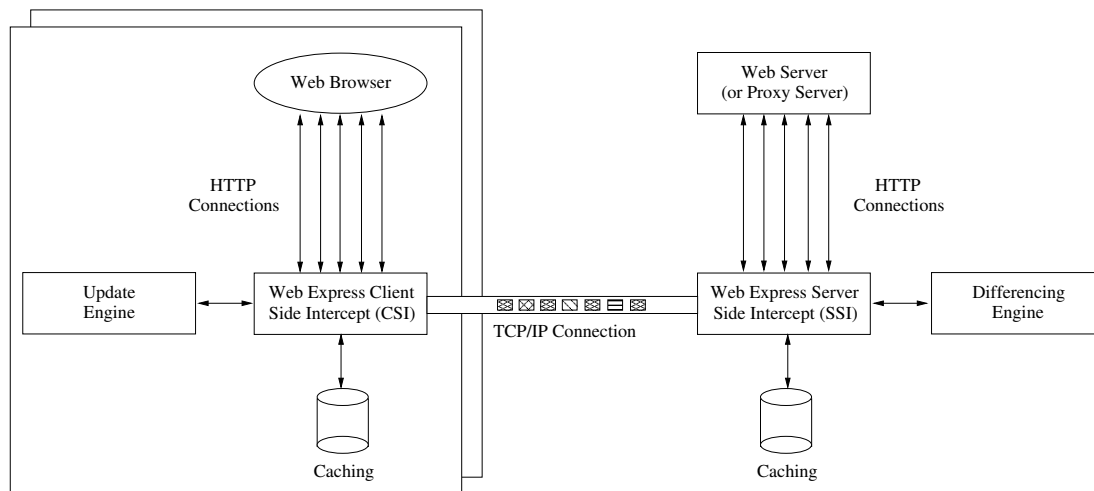 Web Browser
Web Server
(or Proxy Server)
HTTP
Connections
HTTP
Connections
Update
Engine
Web Express Client
Side Intercept (CSI)
TCP/IP Connection
Web Express Server
Side Intercept (SSI)
Differencing
Engine
Caching
Caching